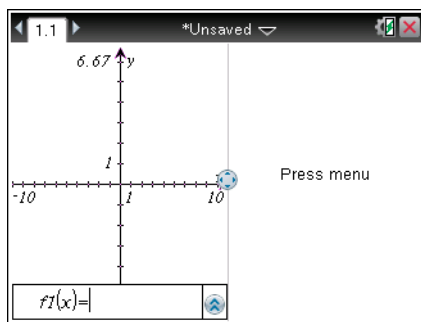 1.1 *Unsaved
6.67 y
1
-10 1 10
Press menu
f1(x)=